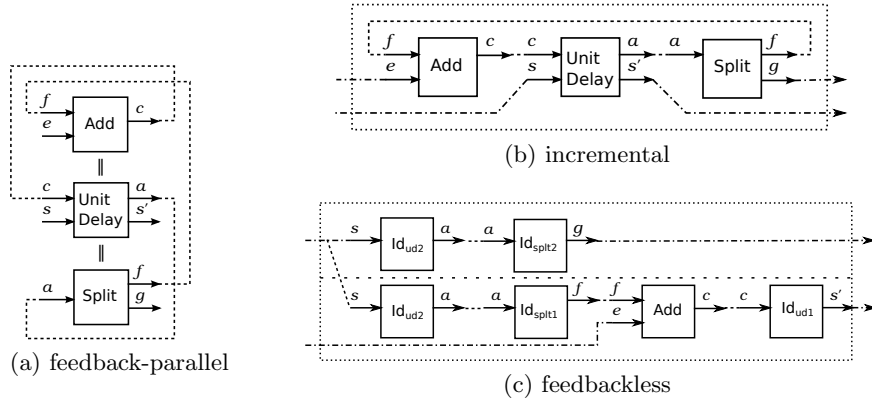 f
e
Add
c
‖
c
s
Unit
Delay
a
s′
‖
a
Split
f
g
(a) feedback-parallel
f
e
Add
c
c
s
Unit
Delay
a
s′
a
Split
f
g
(b) incremental
s
Id_ud2
a
a
Id_splt2
g
s
Id_ud2
a
a
Id_splt1
f
f
e
Add
c
c
Id_ud1
s′
(c) feedbackless